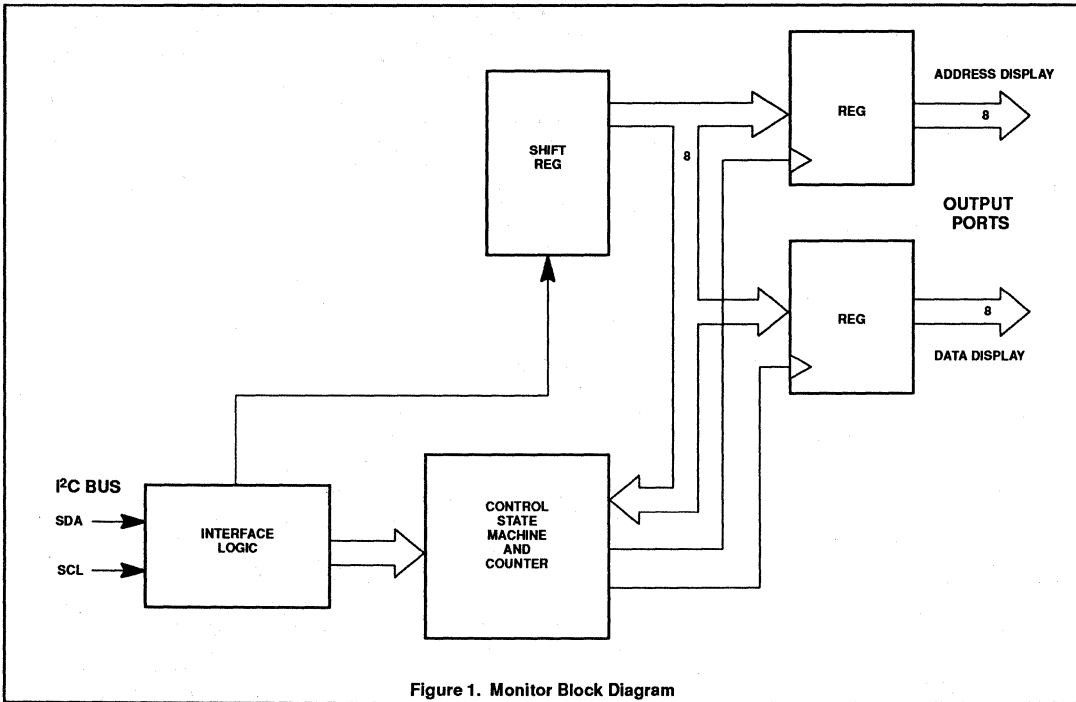 ADDRESS DISPLAY
8
REG
SHIFT
REG
8
OUTPUT
PORTS
REG
8
DATA DISPLAY
I²C BUS
SDA
SCL
INTERFACE
LOGIC
CONTROL
STATE
MACHINE
AND
COUNTER
Figure 1. Monitor Block Diagram